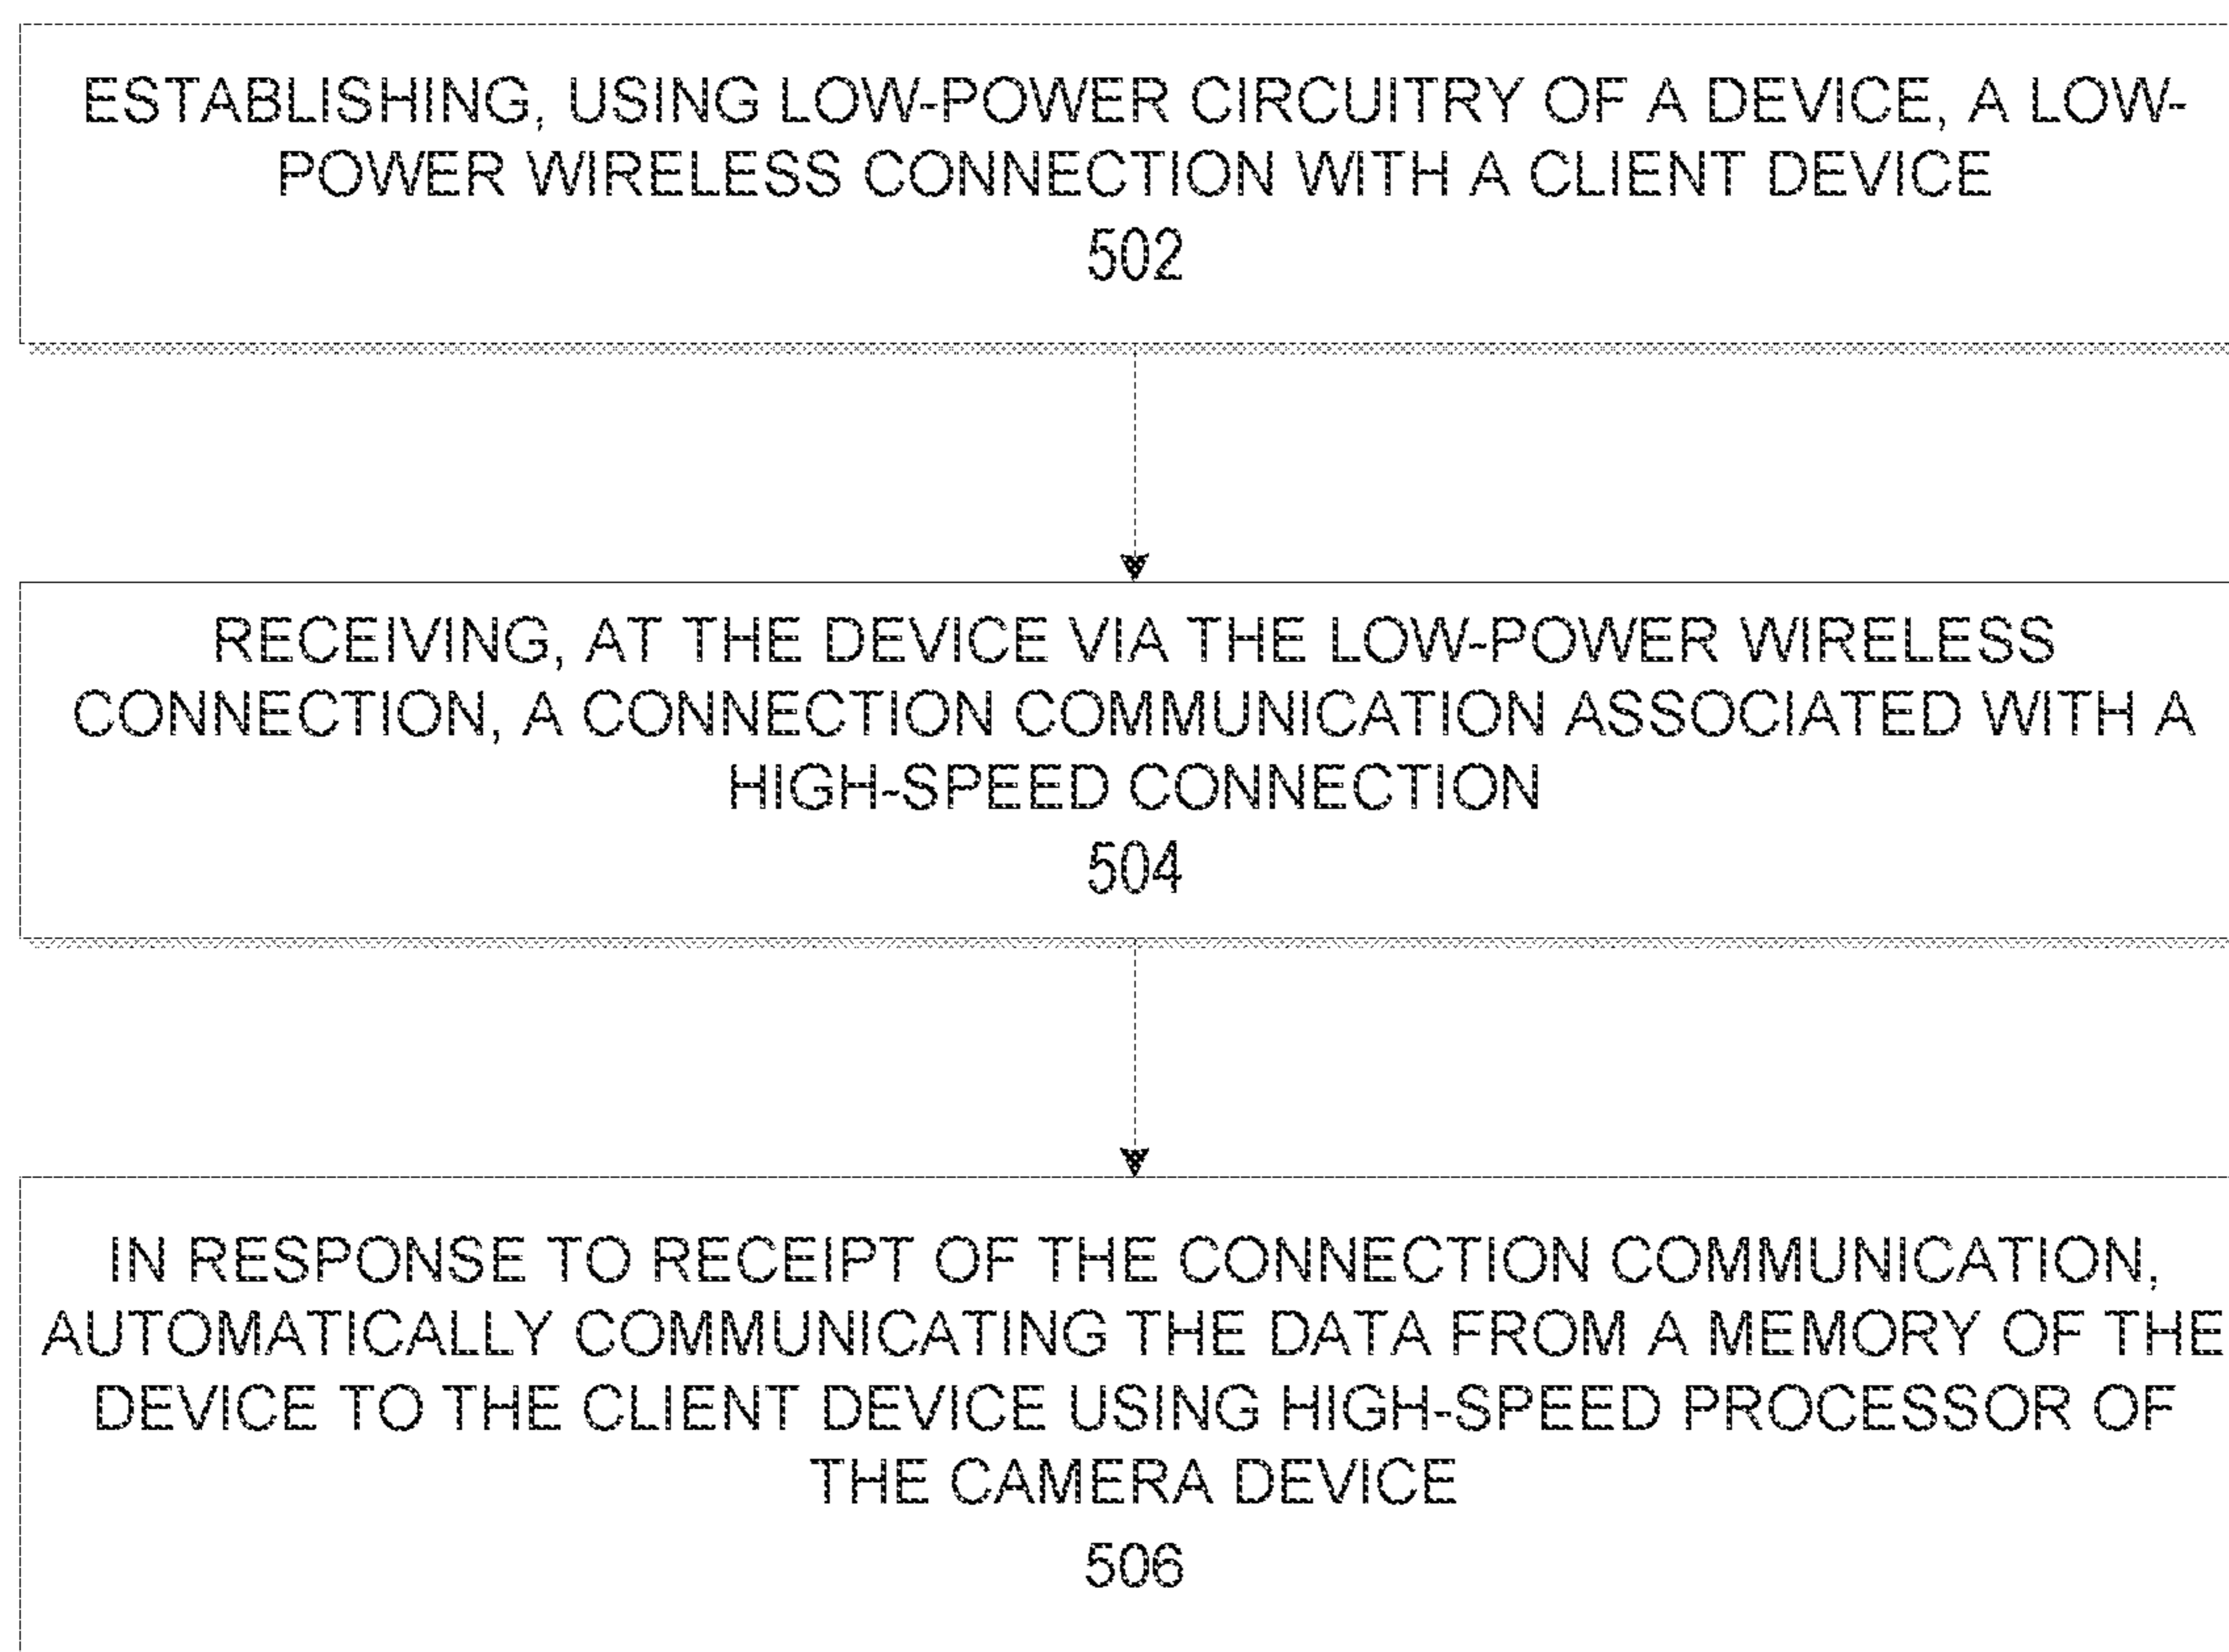 ESTABLISHING, USING LOW-POWER CIRCUITRY OF A DEVICE, A LOW-
POWER WIRELESS CONNECTION WITH A CLIENT DEVICE
502
RECEIVING, AT THE DEVICE VIA THE LOW-POWER WIRELESS
CONNECTION, A CONNECTION COMMUNICATION ASSOCIATED WITH A
HIGH-SPEED CONNECTION
504
IN RESPONSE TO RECEIPT OF THE CONNECTION COMMUNICATION,
AUTOMATICALLY COMMUNICATING THE DATA FROM A MEMORY OF THE
DEVICE TO THE CLIENT DEVICE USING HIGH-SPEED PROCESSOR OF
THE CAMERA DEVICE
506